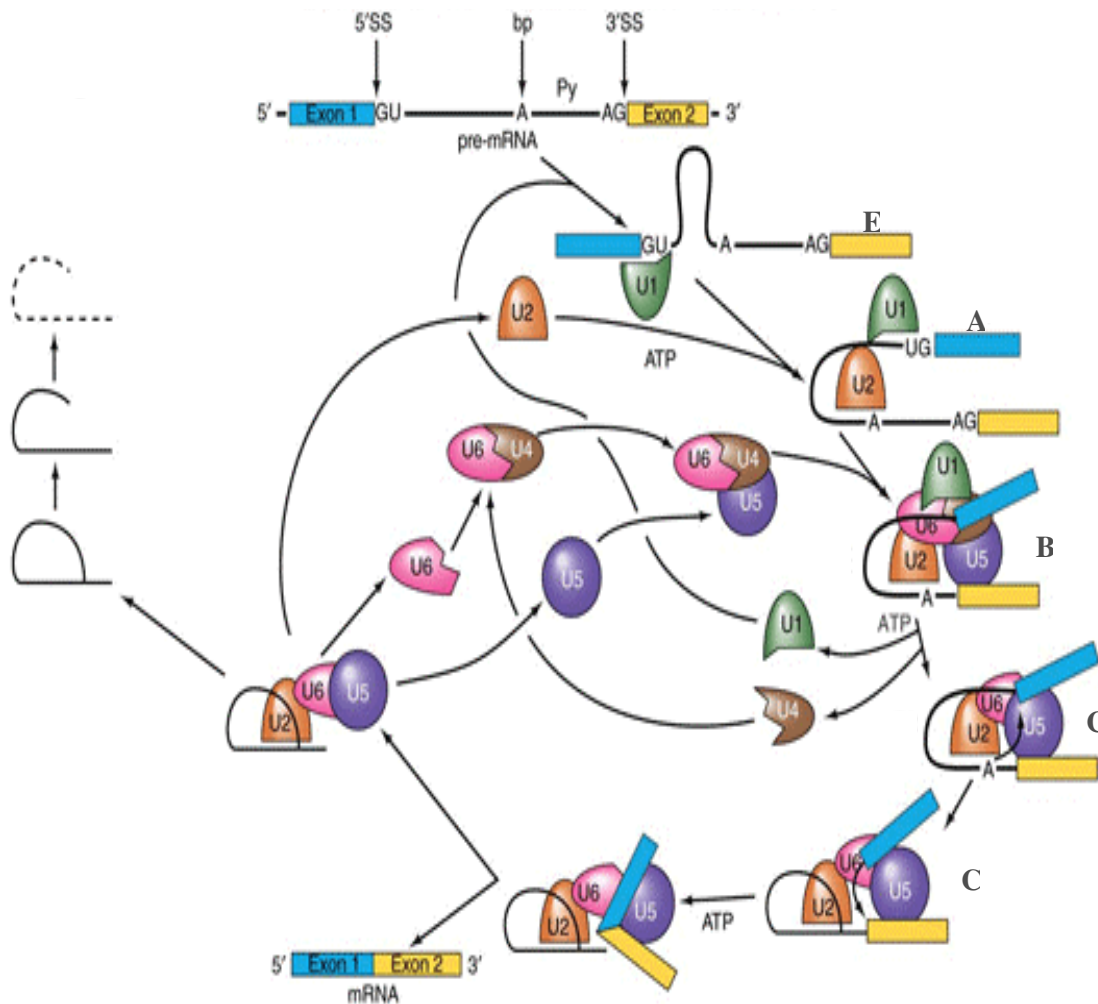 5'SS bp 3'SS
Py
5' Exon 1 GU A AG Exon 2 3'
pre-mRNA
E
GU A AG
U1
U2
U1
A
ATP
UG
U2
A AG
U6 U4
U6 U4
U5
U1
U6
U2 U5
B
A
U6
U5
U1
ATP
U4
U6
U2 U5
C
A
U6 U5
U2
U6
U2 U5
C
U6
U2 U5
ATP
5' Exon 1 Exon 2 3'
mRNA